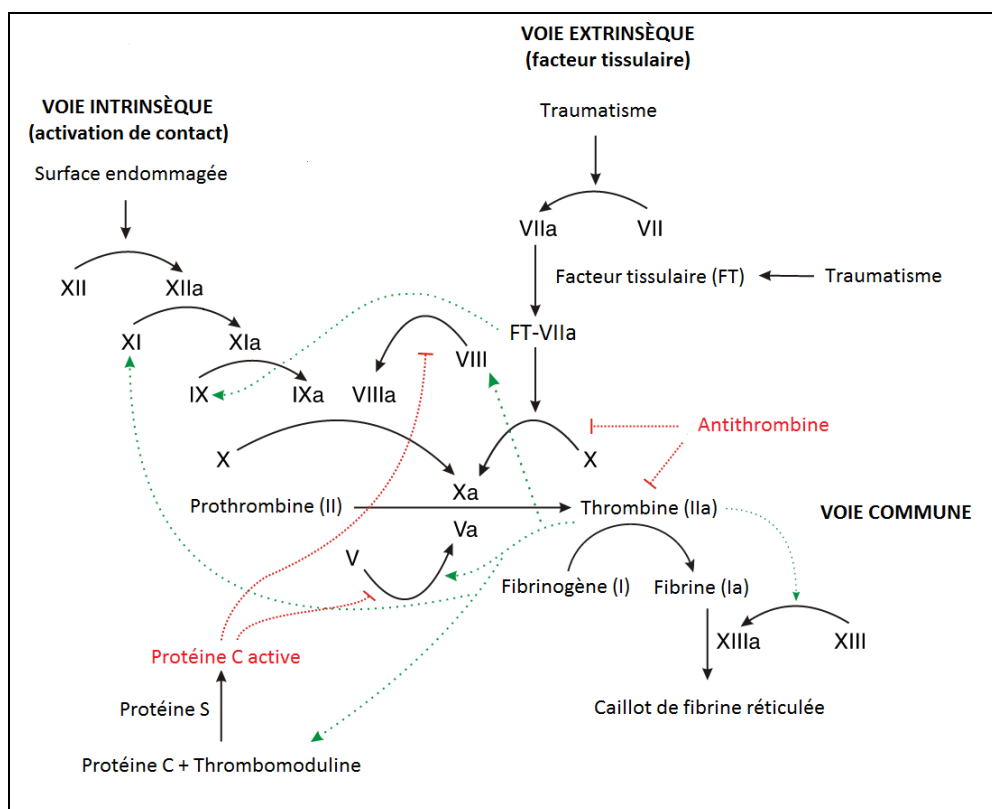 VOIE EXTRINSÈQUE
(facteur tissulaire)
VOIE INTRINSÈQUE
(activation de contact)
Traumatisme
Surface endommagée
VIIa
VII
XII
XIIa
Facteur tissulaire (FT)
Traumatisme
XI
XIa
FT-VIIa
VIII
IX
IXa
VIIIa
Antithrombine
X
X
Xa
Prothrombine (II)
Thrombine (IIa)
VOIE COMMUNE
Va
V
Fibrinogène (I)
Fibrine (Ia)
XIIIa
XIII
Protéine C active
Protéine S
Caillot de fibrine réticulée
Protéine C + Thrombomoduline